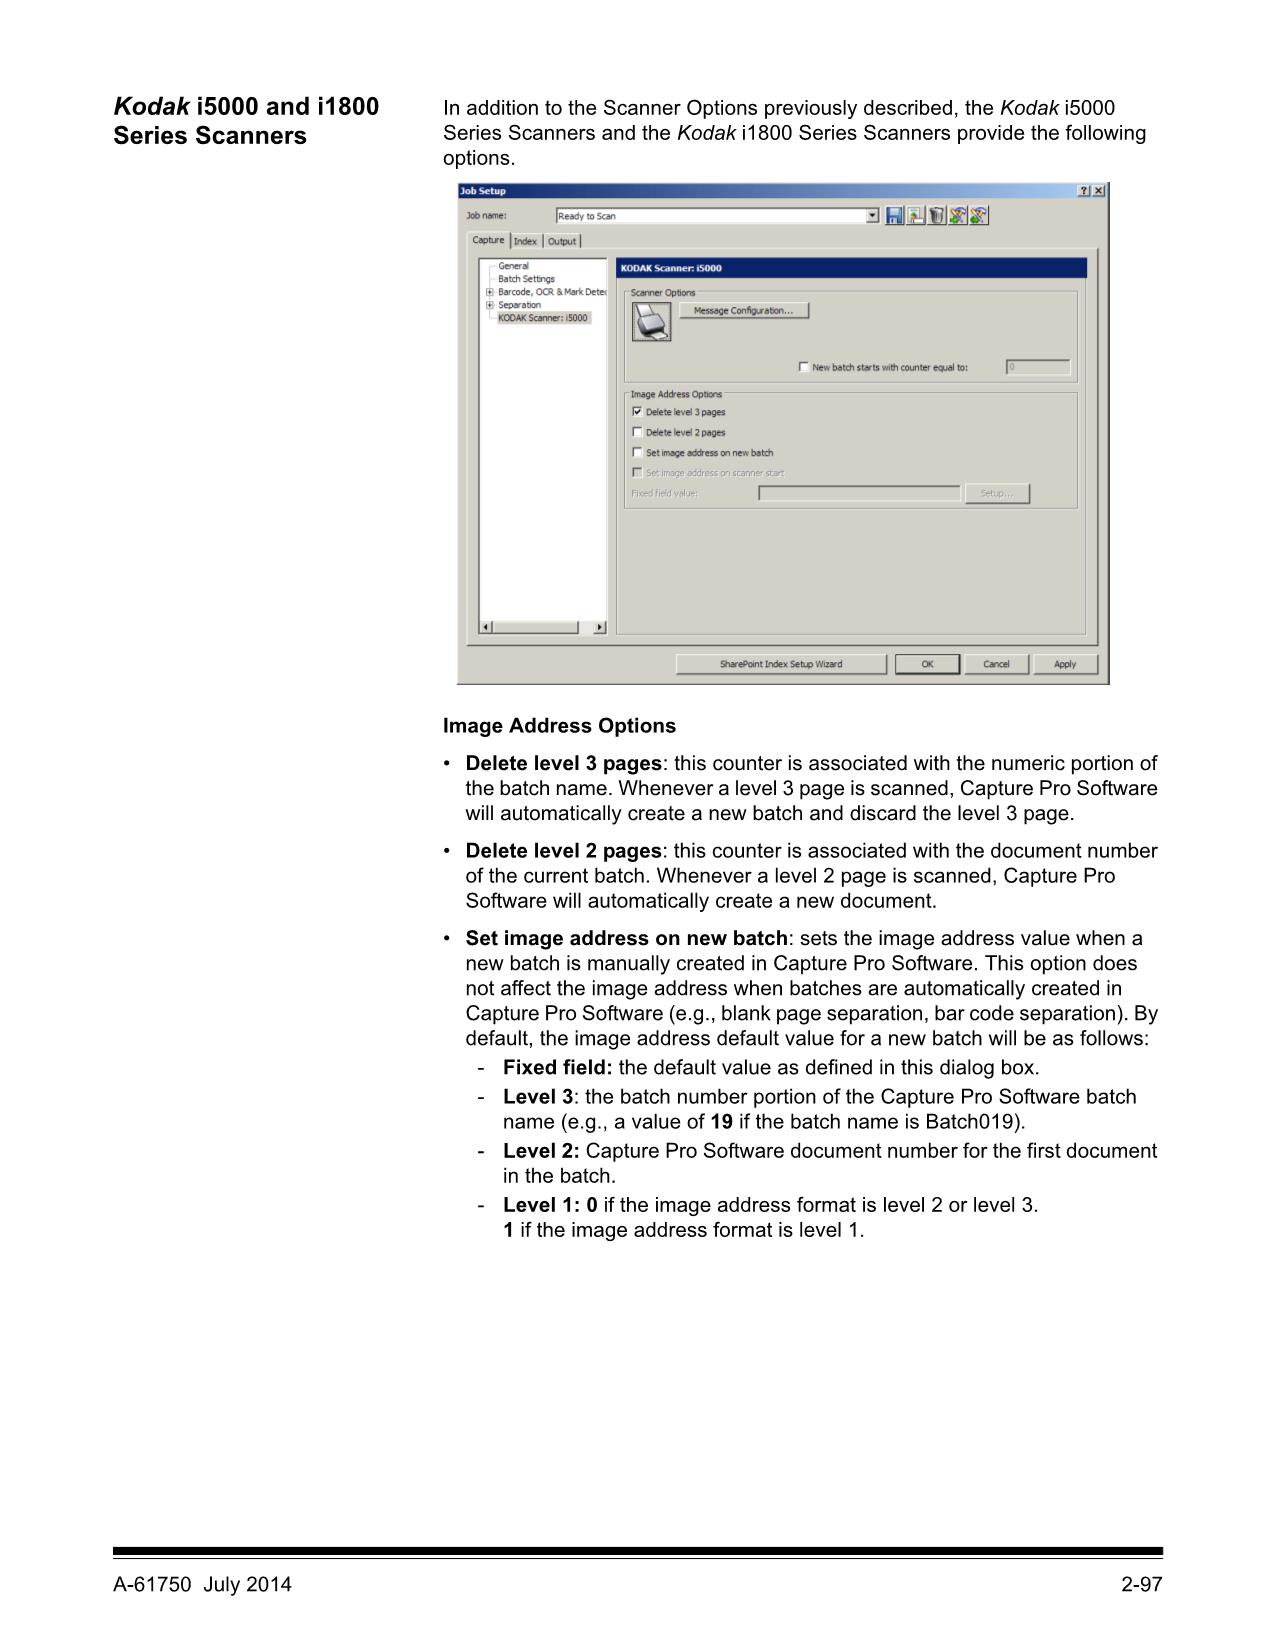 Kodak i5000 and i1800
Series Scanners
In addition to the Scanner Options previously described, the Kodak i5000
Series Scanners and the Kodak i1800 Series Scanners provide the following
options.
Job Setup
Job name:
Ready to Scan
Capture Index Output
General
Batch Settings
Barcode, OCR & Mark Detec
Separation
KODAK Scanner: i5000
KODAK Scanner: i5000
Scanner Options
Message Configuration...
New batch starts with counter equal to:
0
Image Address Options
Delete level 3 pages
Delete level 2 pages
Set image address on new batch
Set image address on scanner start
Fixed field value:
Setup...
SharePoint Index Setup Wizard
OK
Cancel
Apply
Image Address Options
• Delete level 3 pages: this counter is associated with the numeric portion of
the batch name. Whenever a level 3 page is scanned, Capture Pro Software
will automatically create a new batch and discard the level 3 page.
• Delete level 2 pages: this counter is associated with the document number
of the current batch. Whenever a level 2 page is scanned, Capture Pro
Software will automatically create a new document.
• Set image address on new batch: sets the image address value when a
new batch is manually created in Capture Pro Software. This option does
not affect the image address when batches are automatically created in
Capture Pro Software (e.g., blank page separation, bar code separation). By
default, the image address default value for a new batch will be as follows:
- Fixed field: the default value as defined in this dialog box.
- Level 3: the batch number portion of the Capture Pro Software batch
name (e.g., a value of 19 if the batch name is Batch019).
- Level 2: Capture Pro Software document number for the first document
in the batch.
- Level 1: 0 if the image address format is level 2 or level 3.
1 if the image address format is level 1.
A-61750 July 2014
2-97